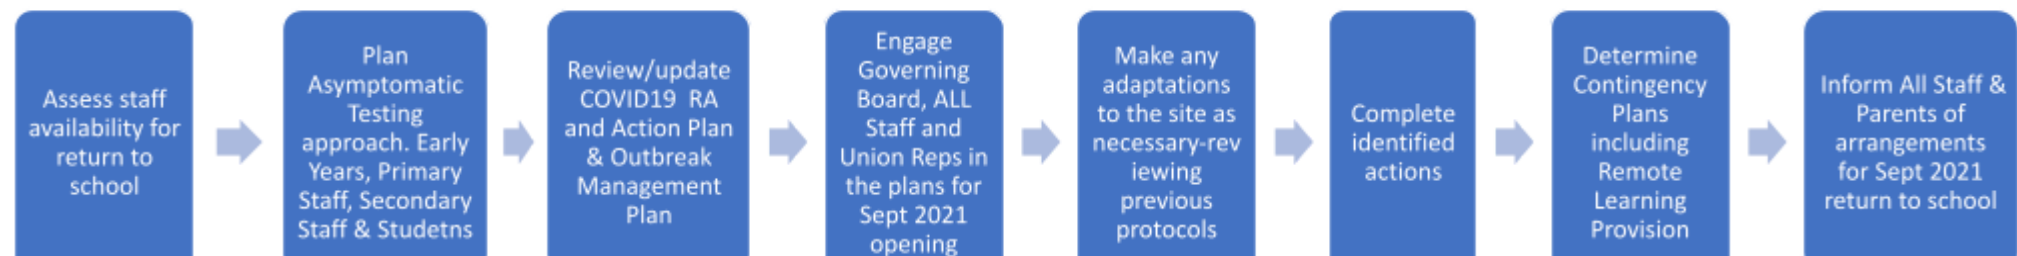 Assess staff
availability for
return to
school
Plan
Asymptomatic
Testing
approach. Early
Years, Primary
Staff, Secondary
Staff & Studetns
Review/update
COVID19 RA
and Action Plan
& Outbreak
Management
Plan
Engage
Governing
Board, ALL
Staff and
Union Reps in
the plans for
Sept 2021
opening
Make any
adaptations
to the site as
necessary-rev
iewing
previous
protocols
Complete
identified
actions
Determine
Contingency
Plans
including
Remote
Learning
Provision
Inform All Staff &
Parents of
arrangements
for Sept 2021
return to school